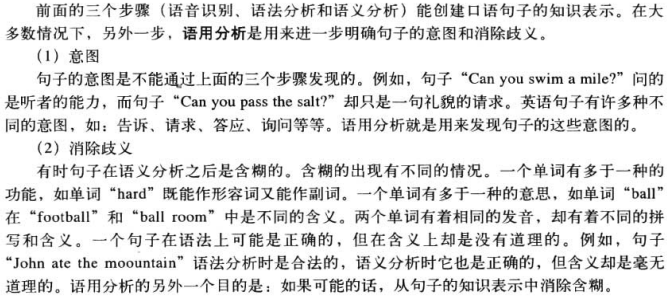 前面的三个步骤（语音识别、语法分析和语义分析）能创建口语句子的知识表示。在大
多数情况下，另外一步，语用分析是用来进一步明确句子的意图和消除歧义。
（1）意图
句子的意图是不能通过上面的三个步骤发现的。例如，句子“Can you swim a mile?”问的
是听者的能力，而句子“Can you pass the salt?”却只是一句礼貌的请求。英语句子有许多种不
同的意图，如：告诉、请求、答应、询问等等。语用分析就是用来发现句子的这些意图的。
（2）消除歧义
有时句子在语义分析之后是含糊的。含糊的出现有不同的情况。一个单词有多于一种的
功能，如单词“hard”既能作形容词又能作副词。一个单词有多于一种的意思，如单词“ball”
在“football”和“ball room”中是不同的含义。两个单词有着相同的发音，却有着不同的拼
写和含义。一个句子在语法上可能是正确的，但在含义上却是没有道理的。例如，句子
“John ate the moountain”语法分析时是合法的，语义分析时它也是正确的，但含义却是毫无
道理的。语用分析的另外一个目的是：如果可能的话，从句子的知识表示中消除含糊。